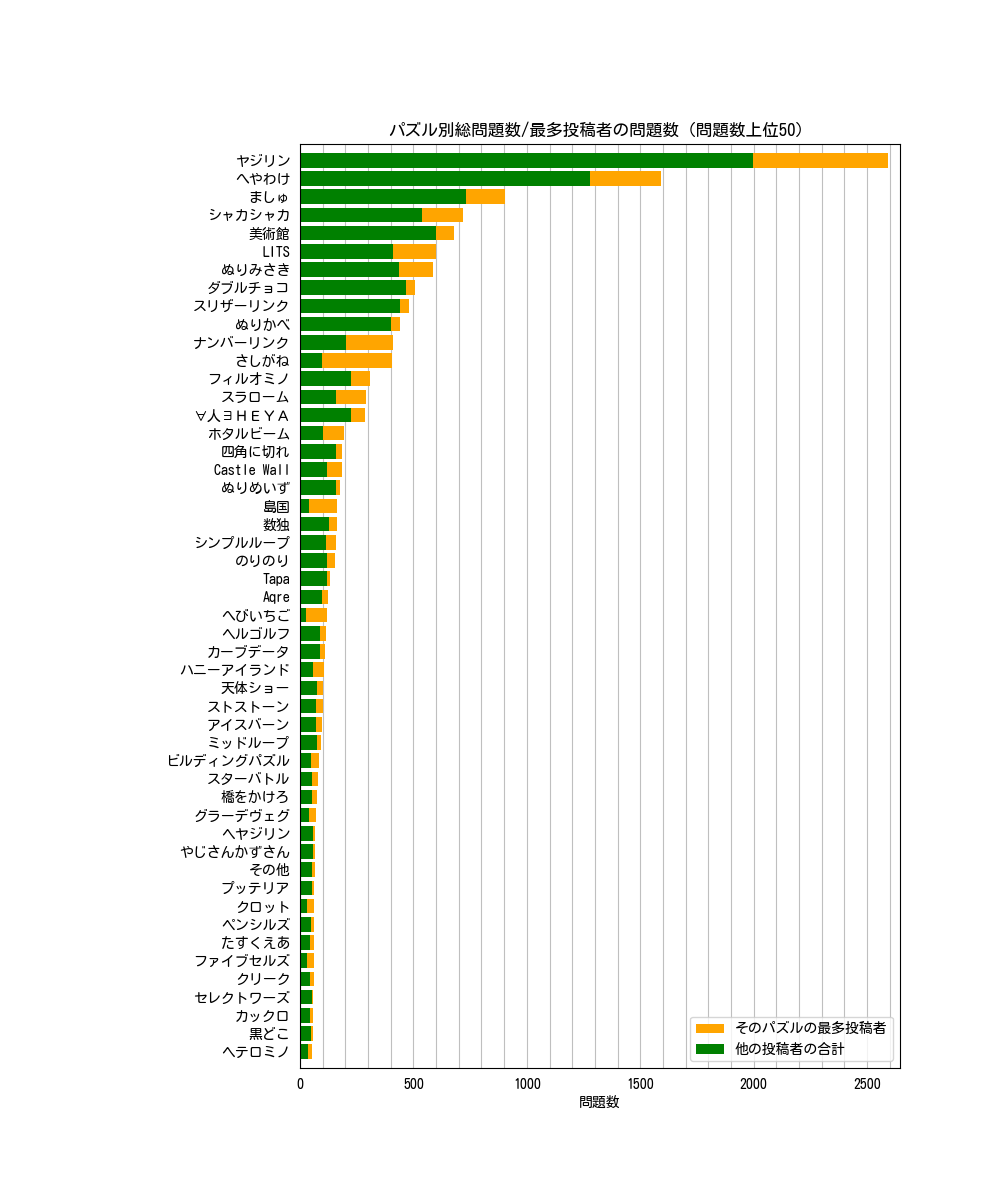 パズル別総問題数/最多投稿者の問題数 (問題数上位50)
ヤジリン
へやわけ
ましゅ
シャカシャカ
美術館
LITS
ぬりみさき
ダブルチョコ
スリザーリンク
ぬりかべ
ナンバーリンク
さしがね
フィルオミノ
スラローム
∀人∃ＨＥＹＡ
ホタルビーム
四角に切れ
Castle Wall
ぬりめいず
島国
数独
シンプルループ
のりのり
Tapa
Aqre
へびいちご
ヘルゴルフ
カーブデータ
ハニーアイランド
天体ショー
ストストーン
アイスバーン
ミッドループ
ビルディングパズル
スターバトル
橋をかけろ
グラーデヴェグ
ヘヤジリン
やじさんかずさん
その他
プッテリア
クロット
ペンシルズ
たすくえあ
ファイブセルズ
クリーク
セレクトワーズ
カックロ
黒どこ
ヘテロミノ
そのパズルの最多投稿者
他の投稿者の合計
0 500 1000 1500 2000 2500
問題数